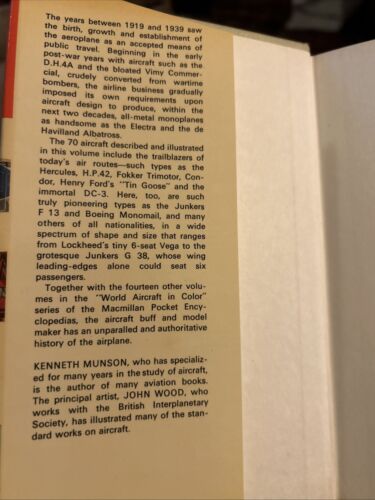 The years between 1919 and 1939 saw
the birth, growth and establishment of
the aeroplane as an accepted means of
public travel. Beginning in the early
post-war years with aircraft such as the
D.H.4A and the bloated Vimy Commer-
cial, crudely converted from wartime
bombers, the airline business gradually
imposed its own requirements upon
aircraft design to produce, within the
next two decades, all-metal monoplanes
as handsome as the Electra and the de
Havilland Albatross.
The 70 aircraft described and illustrated
in this volume include the trailblazers of
today's air routes—such types as the
Hercules, H.P.42, Fokker Trimotor, Con-
dor, Henry Ford's "Tin Goose" and the
immortal DC-3. Here, too, are such
truly pioneering types as the Junkers
F 13 and Boeing Monomail, and many
others of all nationalities, in a wide
spectrum of shape and size that ranges
from Lockheed's tiny 6-seat Vega to the
grotesque Junkers G 38, whose wing
leading-edges alone could seat six
passengers.
Together with the fourteen other volu-
mes in the "World Aircraft in Color"
series of the Macmillan Pocket Ency-
clopedias, the aircraft buff and model
maker has an unparalled and authoritative
history of the airplane.
KENNETH MUNSON, who has specializ-
ed for many years in the study of aircraft,
is the author of many aviation books.
The principal artist, JOHN WOOD, who
works with the British Interplanetary
Society, has illustrated many of the stan-
dard works on aircraft.